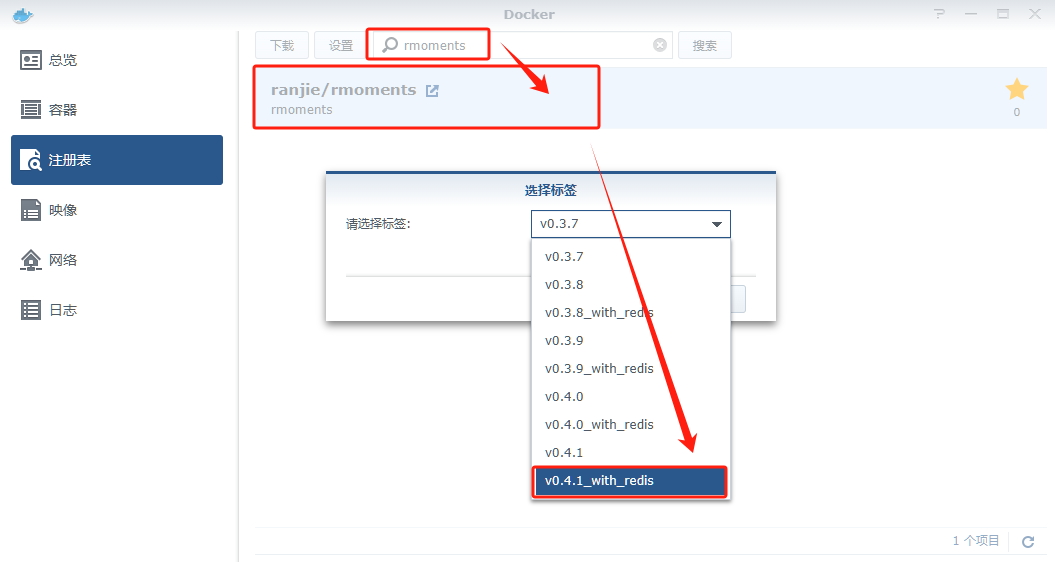 Docker
总览
容器
注册表
映像
网络
日志
下载
设置
rmoments
搜索
ranjie/rmoments
rmoments
0
选择标签
请选择标签:
v0.3.7
v0.3.7
v0.3.8
v0.3.8_with_redis
v0.3.9
v0.3.9_with_redis
v0.4.0
v0.4.0_with_redis
v0.4.1
v0.4.1_with_redis
1 个项目